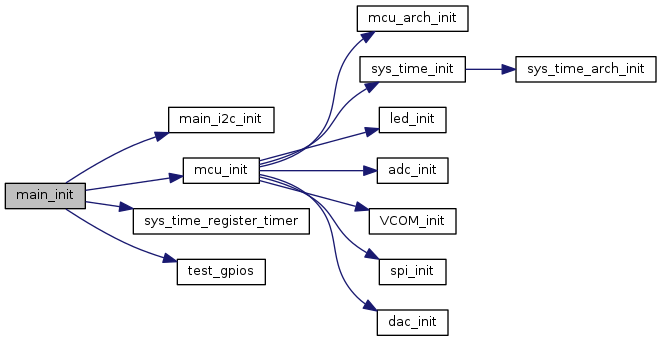 main_init
main_i2c_init
mcu_init
sys_time_register_timer
test_gpios
mcu_arch_init
sys_time_init
led_init
adc_init
VCOM_init
spi_init
dac_init
sys_time_arch_init